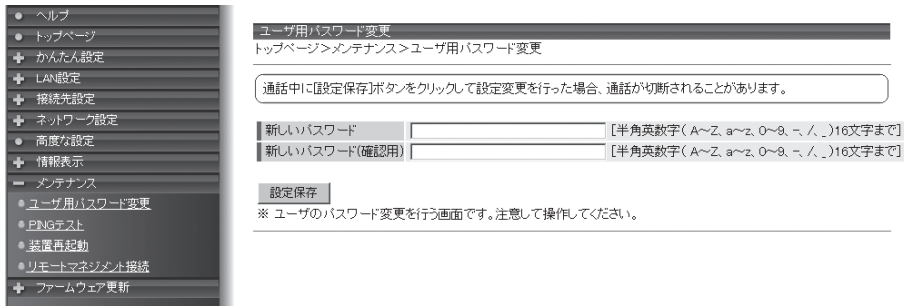 ヘルプ
トップページ
かんたん設定
LAN設定
接続先設定
ネットワーク設定
高度な設定
情報表示
メンテナンス
ユーザ用パスワード変更
PINGテスト
装置再起動
リモートマネジメント接続
ファームウェア更新
ユーザ用パスワード変更
トップページ>メンテナンス>ユーザ用パスワード変更
通話中に[設定保存]ボタンをクリックして設定変更を行った場合、通話が切断されることがあります。
新しいパスワード [半角英数字( A~Z、a~z、0~9、-、/、_ )16文字まで]
新しいパスワード(確認用) [半角英数字( A~Z、a~z、0~9、-、/、_ )16文字まで]
設定保存
※ ユーザのパスワード変更を行う画面です。注意して操作してください。